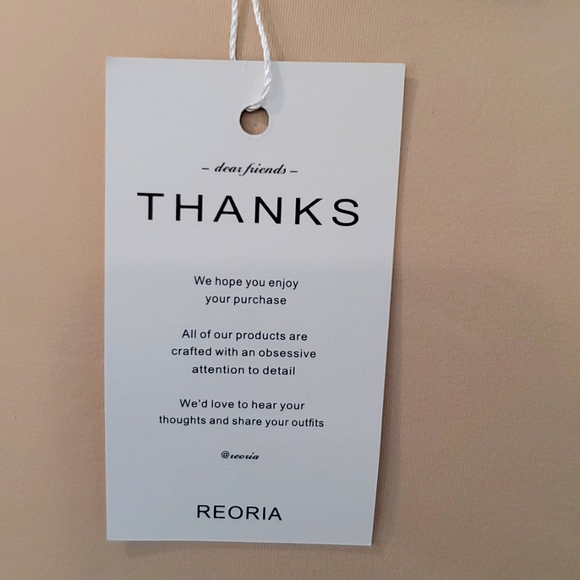 – dear friends –
THANKS
We hope you enjoy
your purchase
All of our products are
crafted with an obsessive
attention to detail
We'd love to hear your
thoughts and share your outfits
@reoria
REORIA